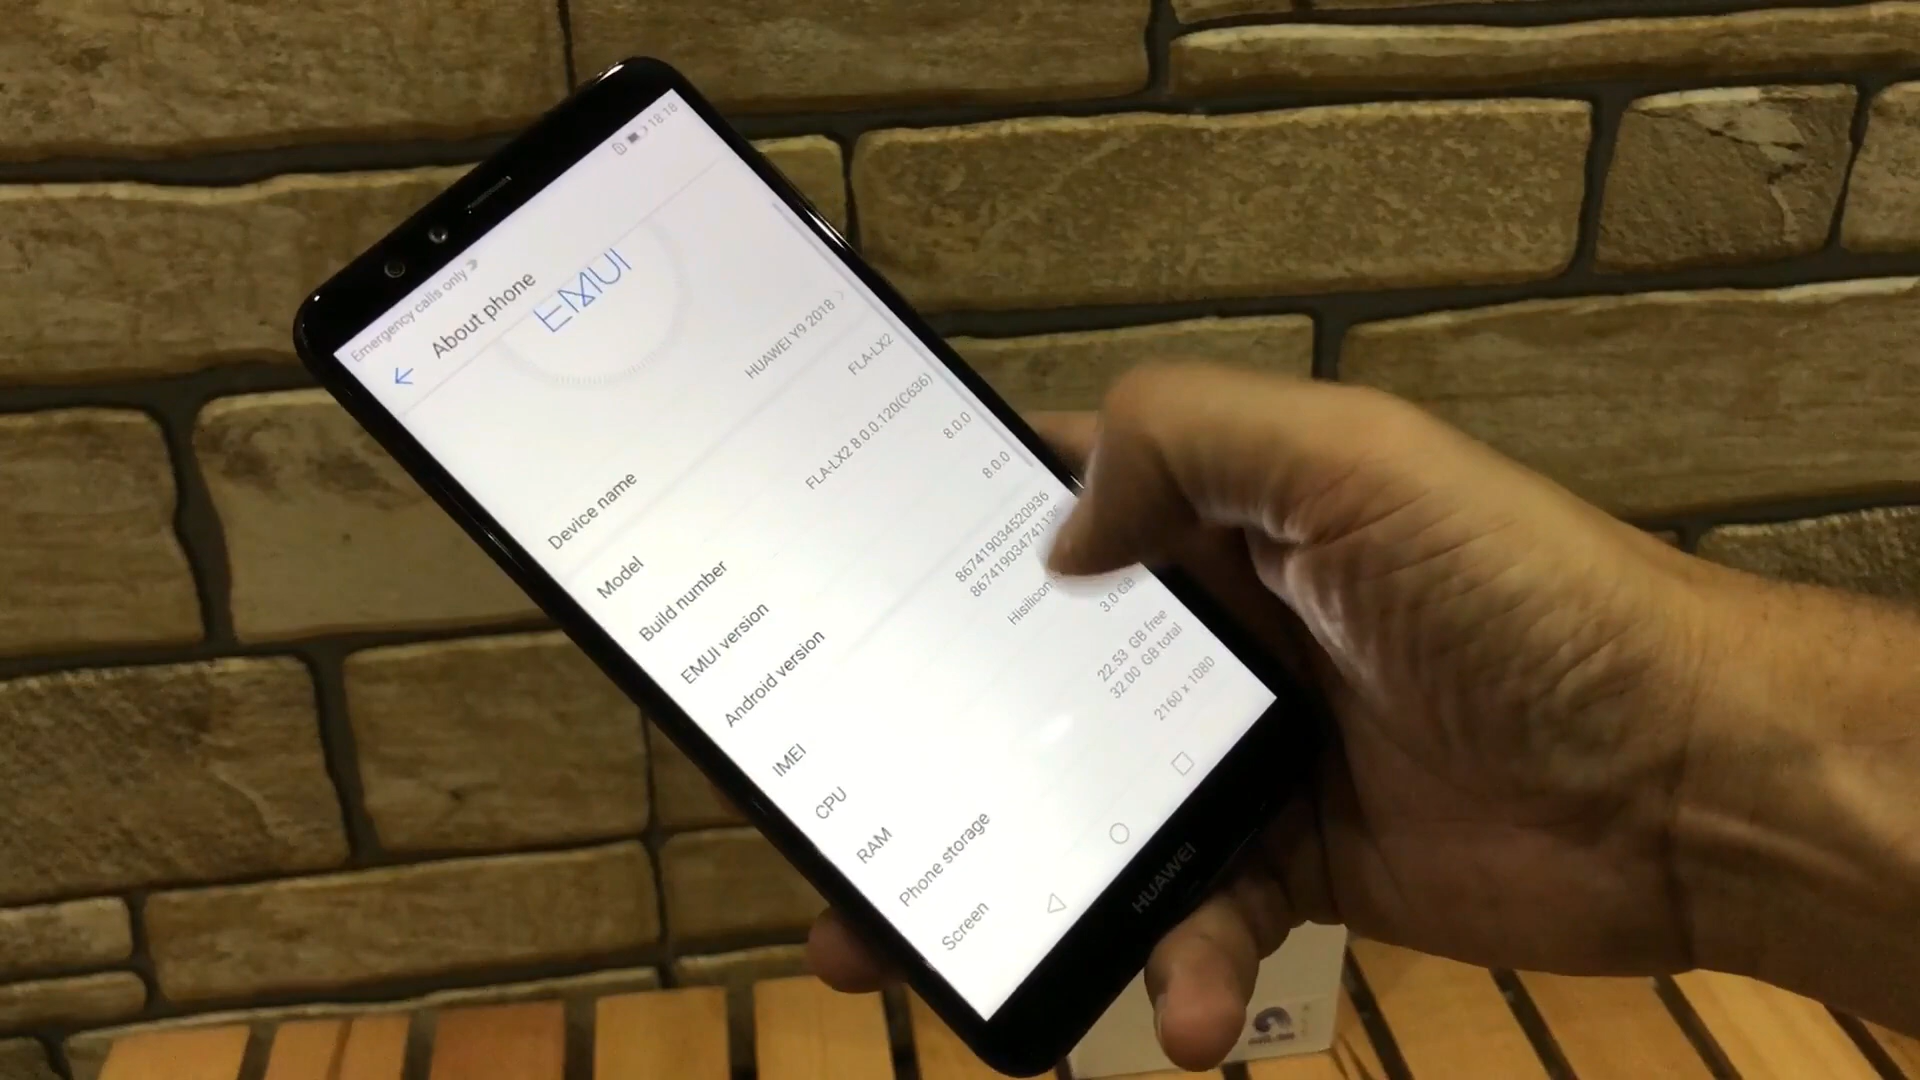 Emergency calls only
18:18
About phone
EMUI
Device name
HUAWEI Y9 2018
Model
FLA-LX2
Build number
FLA-LX2 8.0.0.120(C636)
EMUI version
8.0.0
Android version
8.0.0
IMEI
867419034520936
CPU
Hisilicon
RAM
3.0 GB
Phone storage
22.53 GB free
32.00 GB total
Screen
2160 x 1080
HUAWEI